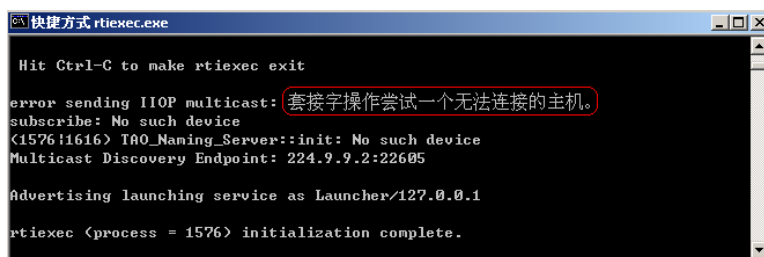 快捷方式 rtiexec.exe
Hit Ctrl-C to make rtiexec exit
error sending IIOP multicast: 套接字操作尝试一个无法连接的主机。
subscribe: No such device
(1576|1616) TAO_Naming_Server::init: No such device
Multicast Discovery Endpoint: 224.9.9.2:22605
Advertising launching service as Launcher/127.0.0.1
rtiexec (process = 1576) initialization complete.